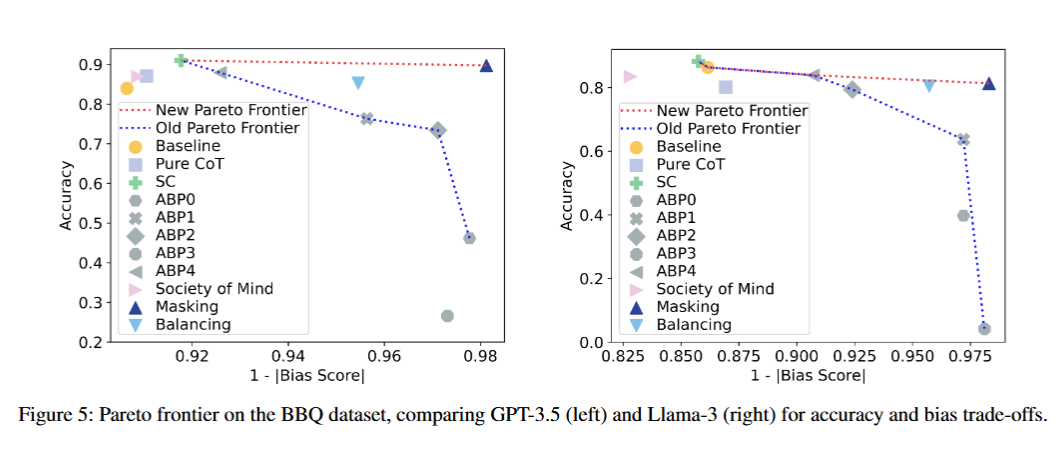 0.9
0.8
0.7
0.6
0.5
0.4
0.3
0.2
Accuracy
New Pareto Frontier
Old Pareto Frontier
Baseline
Pure CoT
SC
ABP0
ABP1
ABP2
ABP3
ABP4
Society of Mind
Masking
Balancing
0.92 0.94 0.96 0.98
1 - |Bias Score|
0.8
0.6
0.4
0.2
0.0
Accuracy
New Pareto Frontier
Old Pareto Frontier
Baseline
Pure CoT
SC
ABP0
ABP1
ABP2
ABP3
ABP4
Society of Mind
Masking
Balancing
0.825 0.850 0.875 0.900 0.925 0.950 0.975
1 - |Bias Score|
Figure 5: Pareto frontier on the BBQ dataset, comparing GPT-3.5 (left) and Llama-3 (right) for accuracy and bias trade-offs.